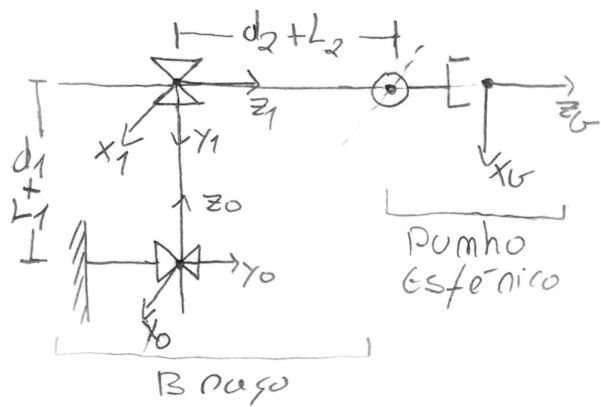 d2 + L2
Z1
Z6
X1
Y1
d1 + L1
X6
Z0
Punho
Esférico
Y0
X0
Braço